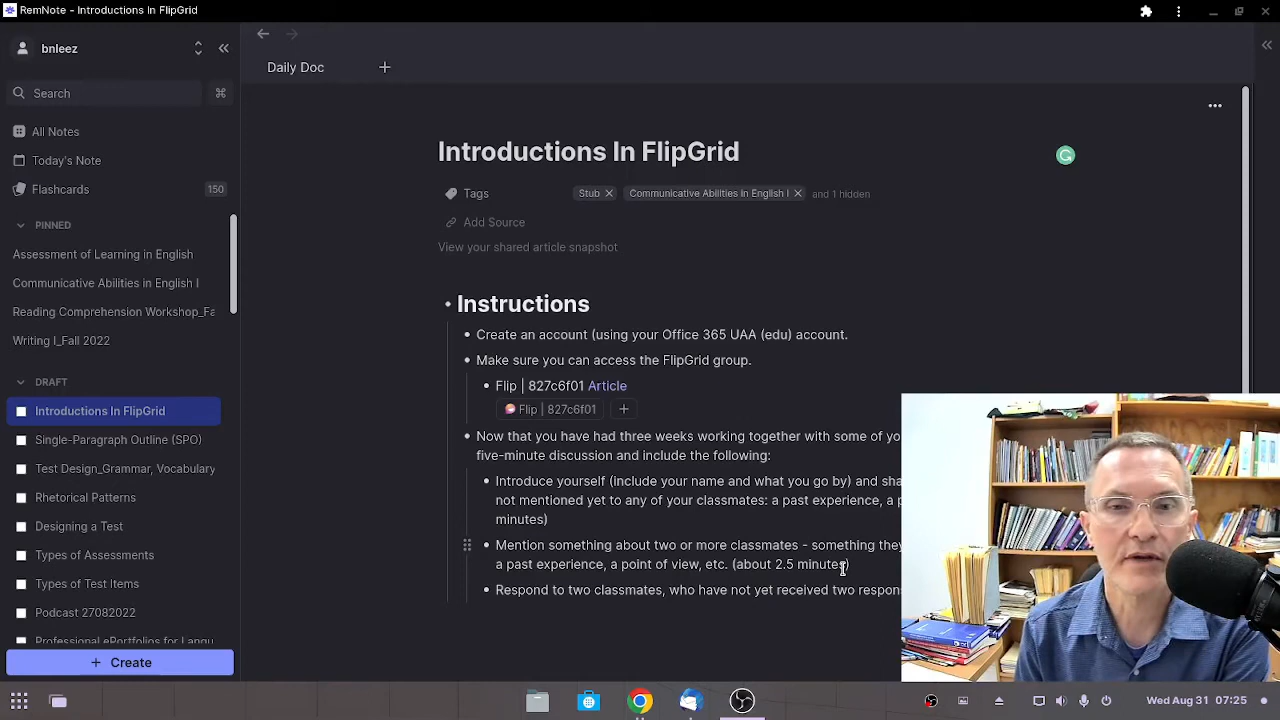 RemNote - Introductions In FlipGrid
bnleez
Daily Doc
Search
All Notes
Today's Note
Flashcards
150
PINNED
Assessment of Learning in English
Communicative Abilities in English I
Reading Comprehension Workshop_Fa
Writing I_Fall 2022
DRAFT
Introductions In FlipGrid
Single-Paragraph Outline (SPO)
Test Design_Grammar, Vocabulary
Rhetorical Patterns
Designing a Test
Types of Assessments
Types of Test Items
Podcast 27082022
Professional ePortfolios for Langu
+ Create
Introductions In FlipGrid
Tags
Stub
Communicative Abilities in English I
and 1 hidden
Add Source
View your shared article snapshot
Instructions
Create an account (using your Office 365 UAA (edu) account.
Make sure you can access the FlipGrid group.
Flip | 827c6f01 Article
Flip | 827c6f01
Now that you have had three weeks working together with some of yo
five-minute discussion and include the following:
Introduce yourself (include your name and what you go by) and sha
not mentioned yet to any of your classmates: a past experience, a p
minutes)
Mention something about two or more classmates - something they
a past experience, a point of view, etc. (about 2.5 minutes)
Respond to two classmates, who have not yet received two respon
Wed Aug 31 07:25